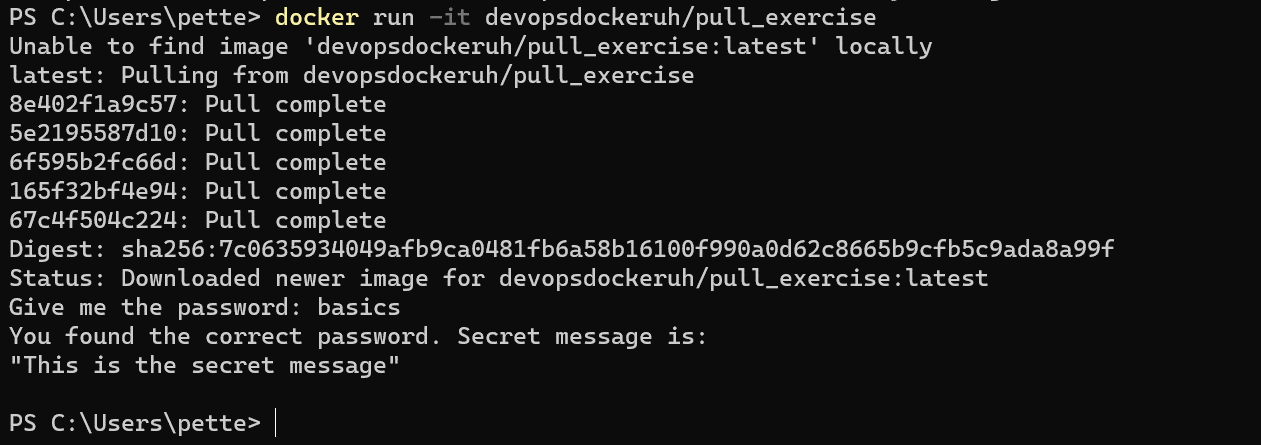 PS C:\Users\pette> docker run -it devopsdockeruh/pull_exercise
Unable to find image 'devopsdockeruh/pull_exercise:latest' locally
latest: Pulling from devopsdockeruh/pull_exercise
8e402f1a9c57: Pull complete
5e2195587d10: Pull complete
6f595b2fc66d: Pull complete
165f32bf4e94: Pull complete
67c4f504c224: Pull complete
Digest: sha256:7c0635934049afb9ca0481fb6a58b16100f990a0d62c8665b9cfb5c9ada8a99f
Status: Downloaded newer image for devopsdockeruh/pull_exercise:latest
Give me the password: basics
You found the correct password. Secret message is:
"This is the secret message"
PS C:\Users\pette>